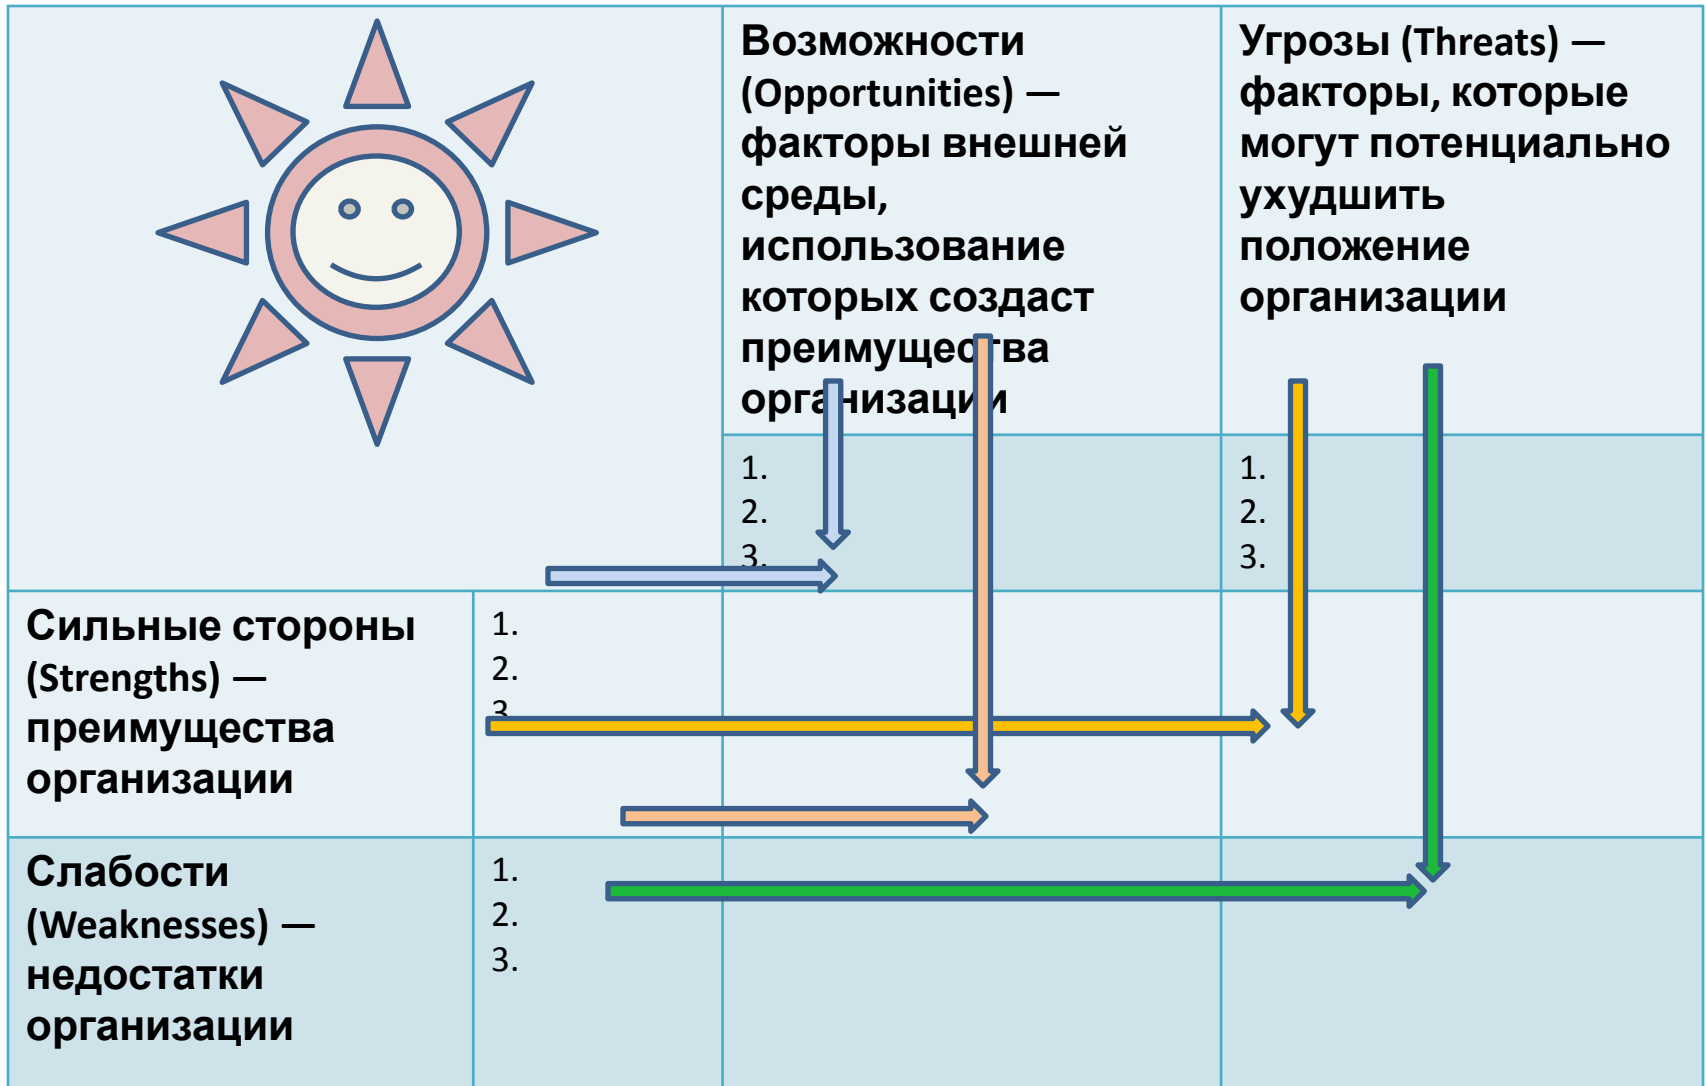 Возможности
(Opportunities) —
факторы внешней
среды,
использование
которых создаст
преимущества
организации
Угрозы (Threats) —
факторы, которые
могут потенциально
ухудшить
положение
организации
1.
2.
3.
1.
2.
3.
Сильные стороны
(Strengths) —
преимущества
организации
1.
2.
3.
Слабости
(Weaknesses) —
недостатки
организации
1.
2.
3.